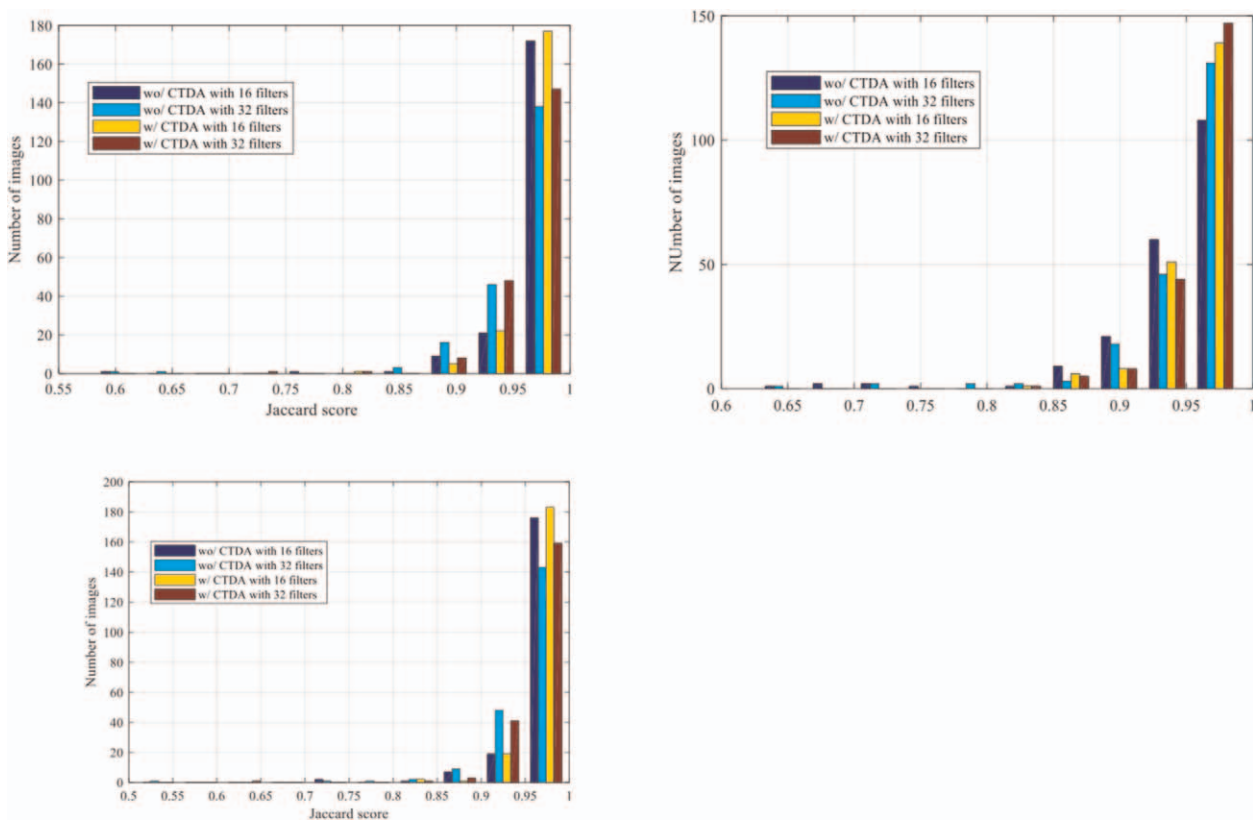 180
160
140
120
100
80
60
40
20
0
Number of images
wo/ CTDA with 16 filters
wo/ CTDA with 32 filters
w/ CTDA with 16 filters
w/ CTDA with 32 filters
0.55 0.6 0.65 0.7 0.75 0.8 0.85 0.9 0.95 1
Jaccard score
150
100
50
0
NUmber of images
wo/ CTDA with 16 filters
wo/ CTDA with 32 filters
w/ CTDA with 16 filters
w/ CTDA with 32 filters
0.6 0.65 0.7 0.75 0.8 0.85 0.9 0.95 1
200
180
160
140
120
100
80
60
40
20
0
Number of images
wo/ CTDA with 16 filters
wo/ CTDA with 32 filters
w/ CTDA with 16 filters
w/ CTDA with 32 filters
0.5 0.55 0.6 0.65 0.7 0.75 0.8 0.85 0.9 0.95 1
Jaccard score